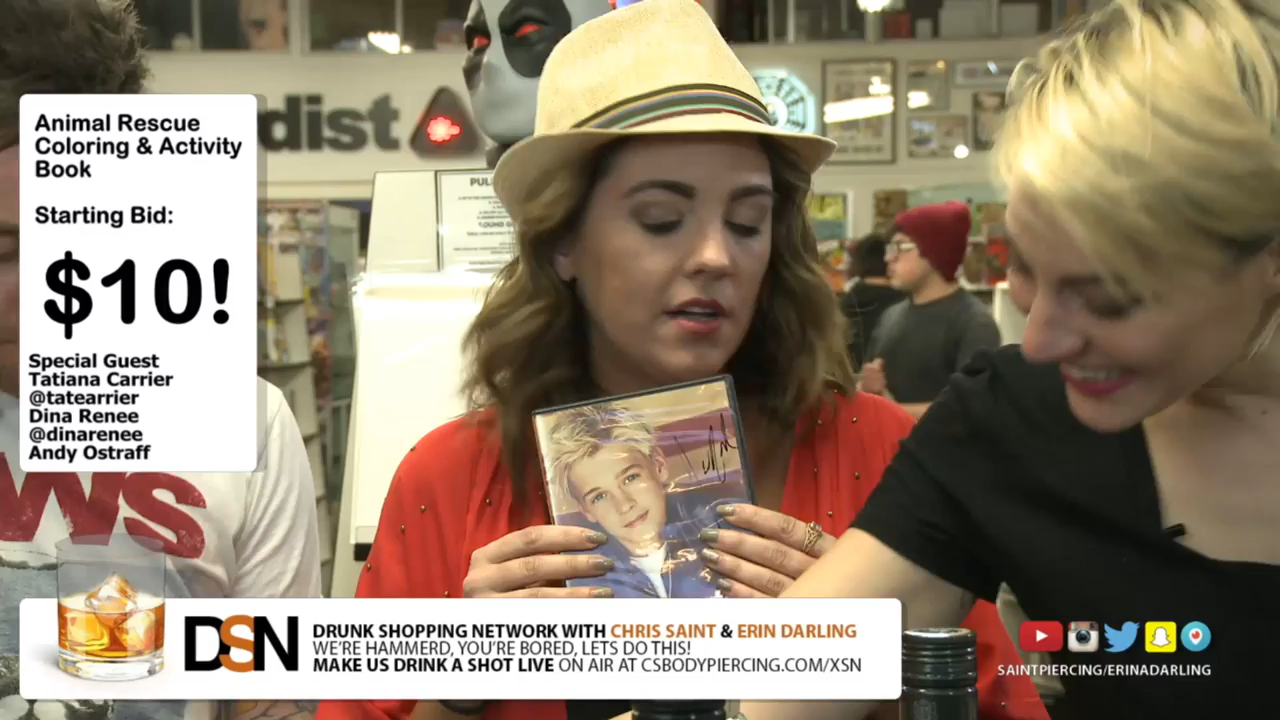 Animal Rescue
Coloring & Activity
Book
Starting Bid:
$10!
Special Guest
Tatiana Carrier
@tatearrier
Dina Renee
@dinarenee
Andy Ostraff
dist
PUL
WS
DSN
DRUNK SHOPPING NETWORK WITH CHRIS SAINT & ERIN DARLING
WE'RE HAMMERD, YOU'RE BORED, LETS DO THIS!
MAKE US DRINK A SHOT LIVE ON AIR AT CSBODYPIERCING.COM/XSN
SAINTPIERCING/ERINADARLING